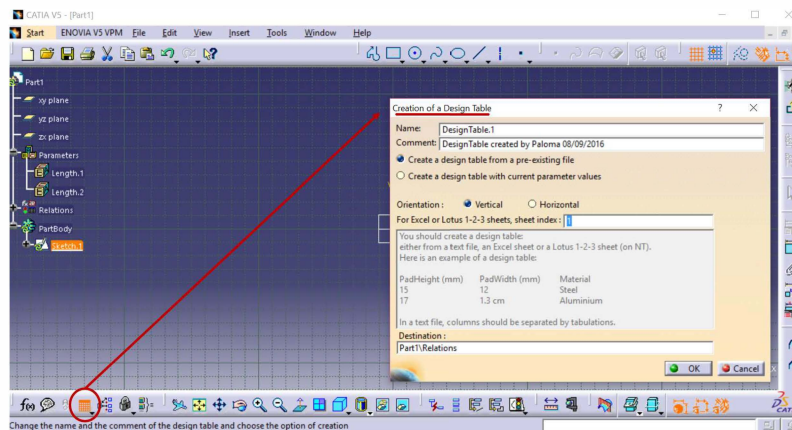 CATIA V5 - [Part1]
Start ENOVIA V5 VPM File Edit View Insert Tools Window Help
Part1
xy plane
yz plane
zx plane
Parameters
Length.1
Length.2
Relations
PartBody
Sketch.1
Creation of a Design Table ?
Name: DesignTable.1
Comment: DesignTable created by Paloma 08/09/2016
Create a design table from a pre-existing file
Create a design table with current parameter values
Orientation : Vertical Horizontal
For Excel or Lotus 1-2-3 sheets, sheet index : 1
You should create a design table:
either from a text file, an Excel sheet or a Lotus 1-2-3 sheet (on NT).
Here is an example of a design table:
PadHeight (mm) PadWidth (mm) Material
15 12 Steel
17 1.3 cm Aluminium
In a text file, columns should be separated by tabulations.
Destination :
Part1\Relations
OK Cancel
f(x)
CAT
Change the name and the comment of the design table and choose the option of creation